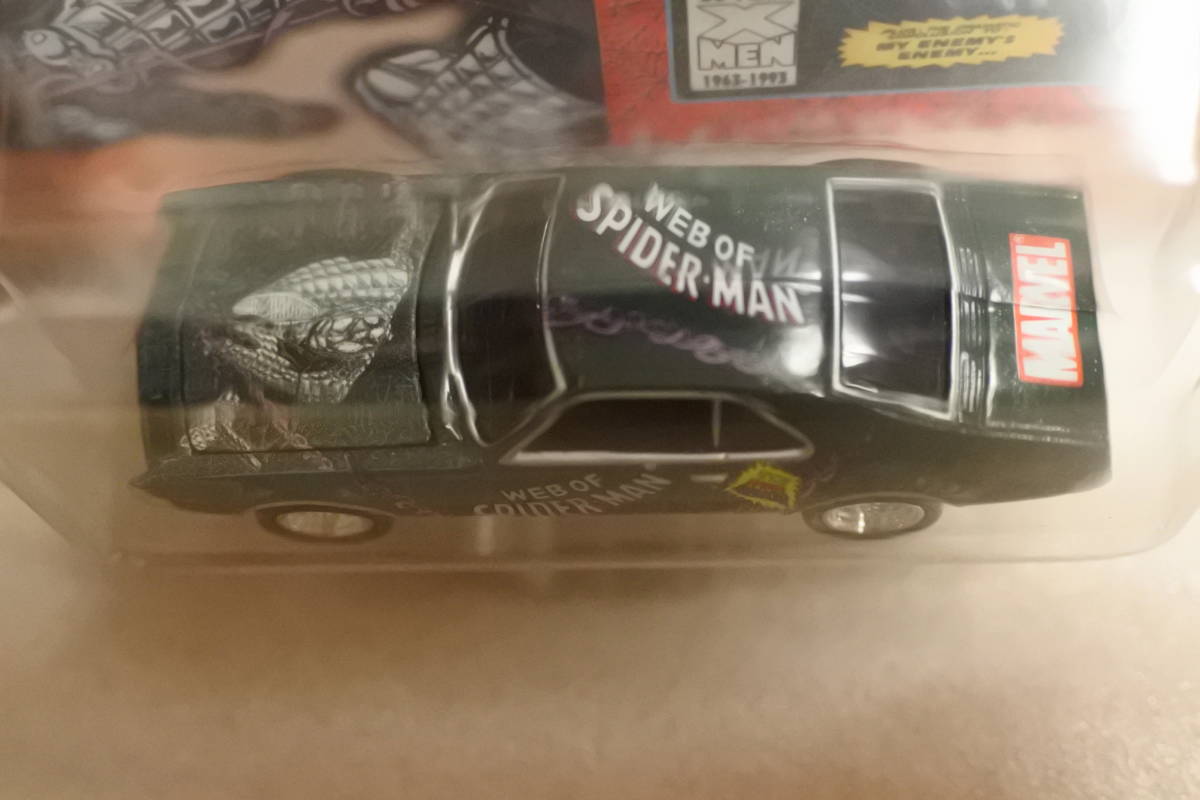 X
MEN
1963-1993
MY ENEMY'S
ENEMY...
WEB OF
SPIDER-MAN
MARVEL
WEB OF
SPIDER-MAN